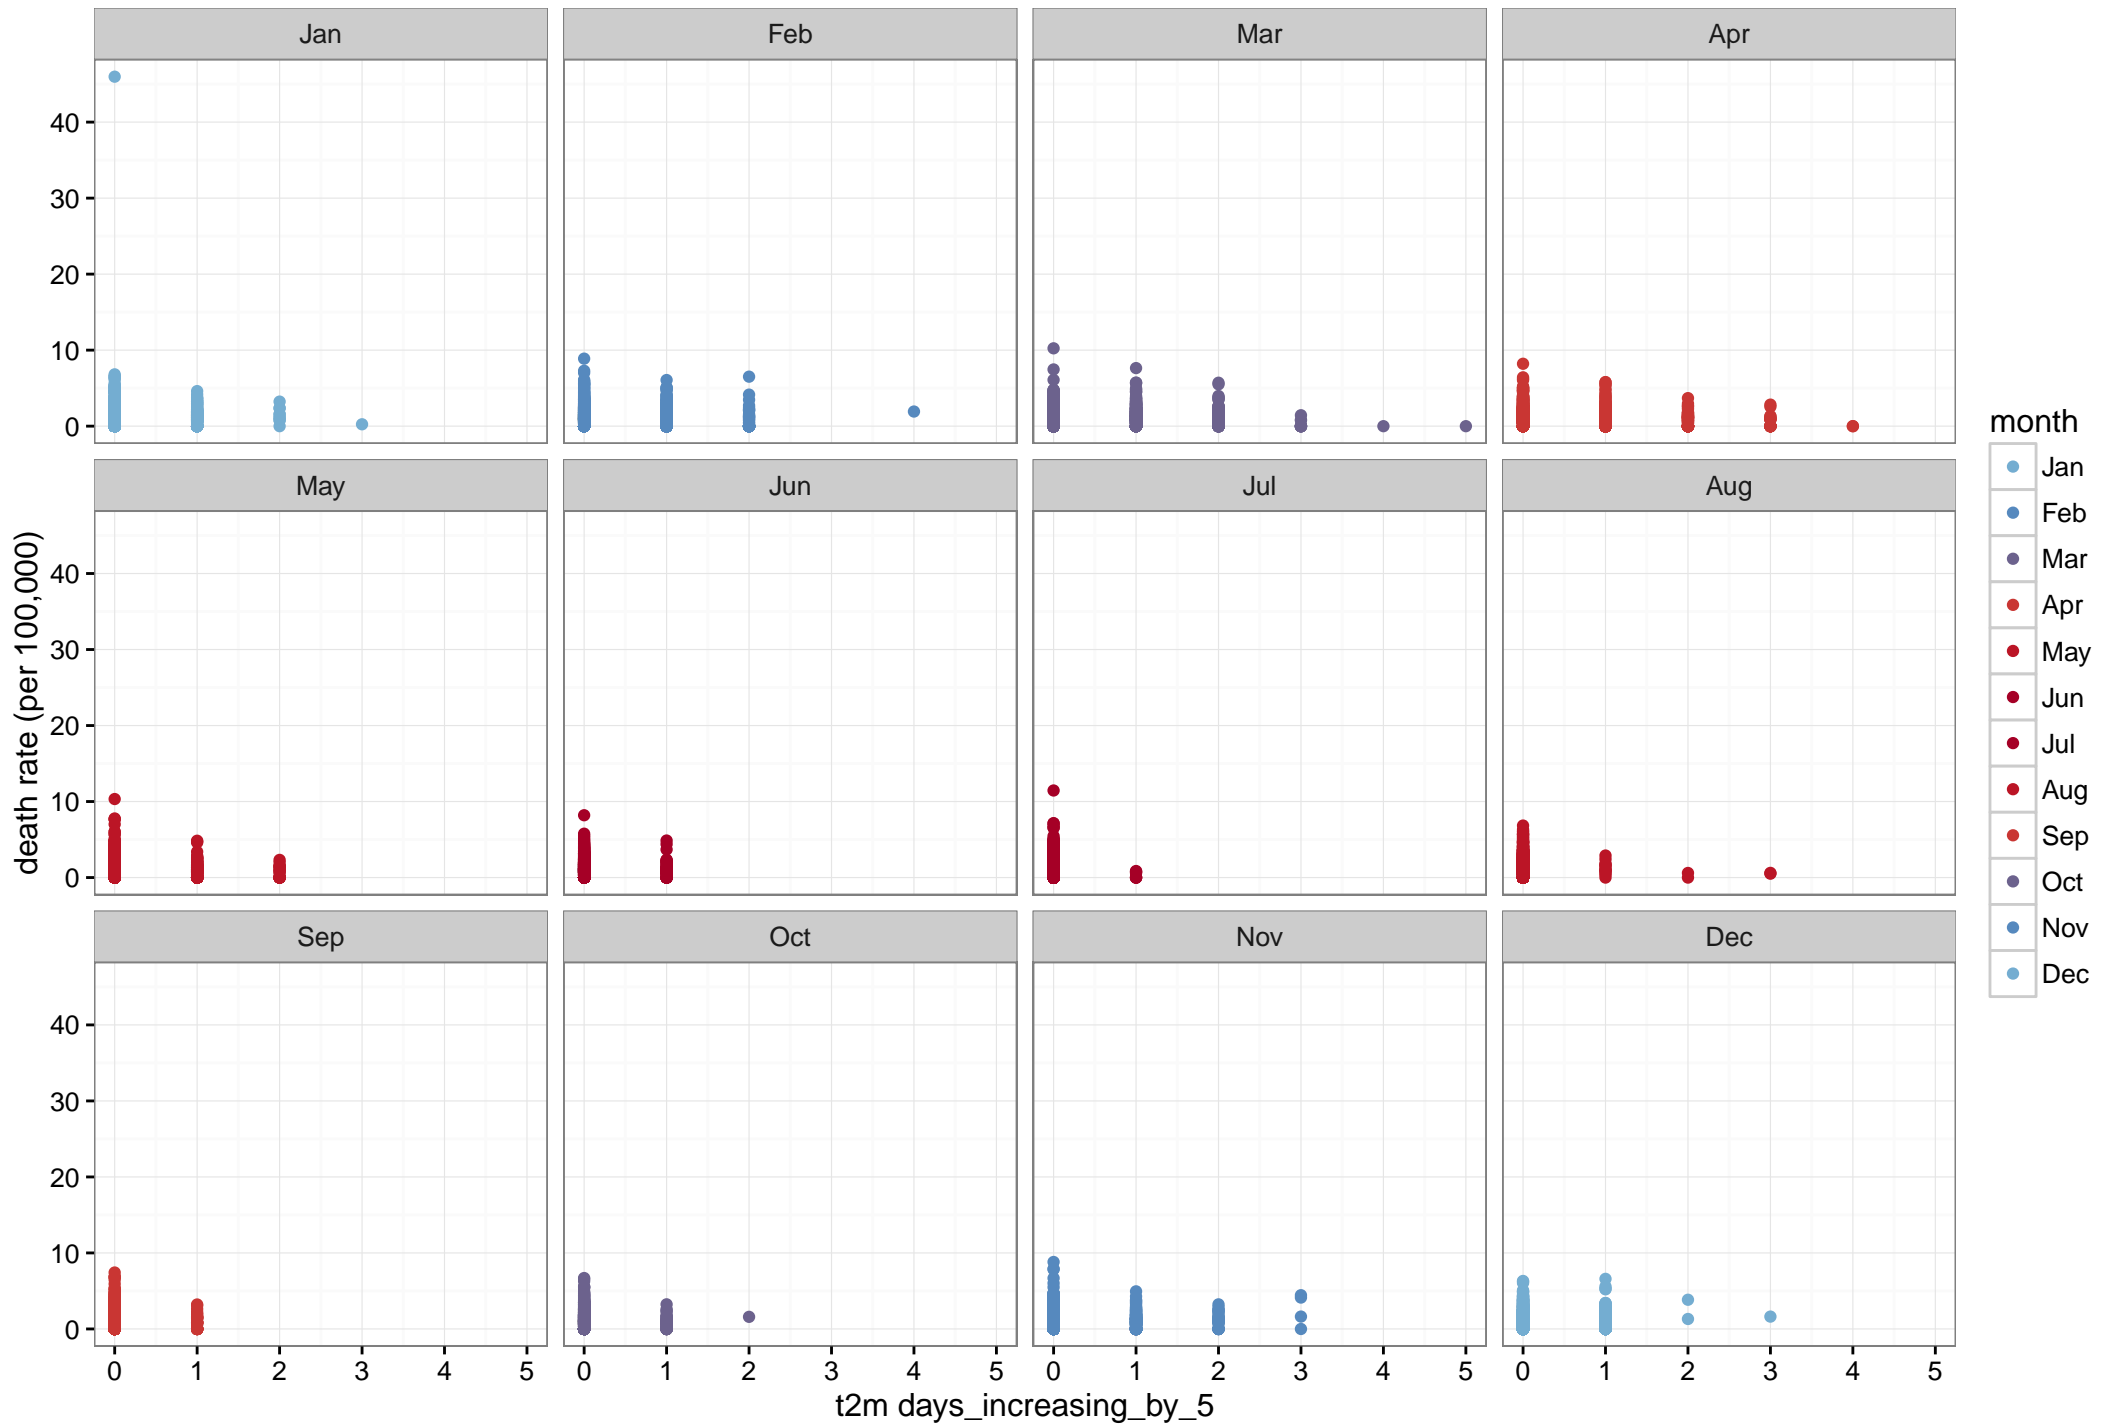 Jan Feb Mar Apr
40
30
20
10
0
May Jun Jul Aug
40
30
20
10
0
Sep Oct Nov Dec
40
30
20
10
0
0 1 2 3 4 5 0 1 2 3 4 5 0 1 2 3 4 5 0 1 2 3 4 5
t2m days_increasing_by_5
death rate (per 100,000)
month
Jan
Feb
Mar
Apr
May
Jun
Jul
Aug
Sep
Oct
Nov
Dec